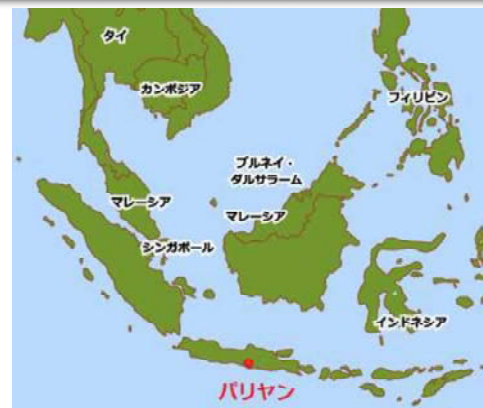 タイ
カンボジア
フィリピン
ブルネイ・
ダルサラーム
マレーシア
マレーシア
シンガポール
インドネシア
パリヤン